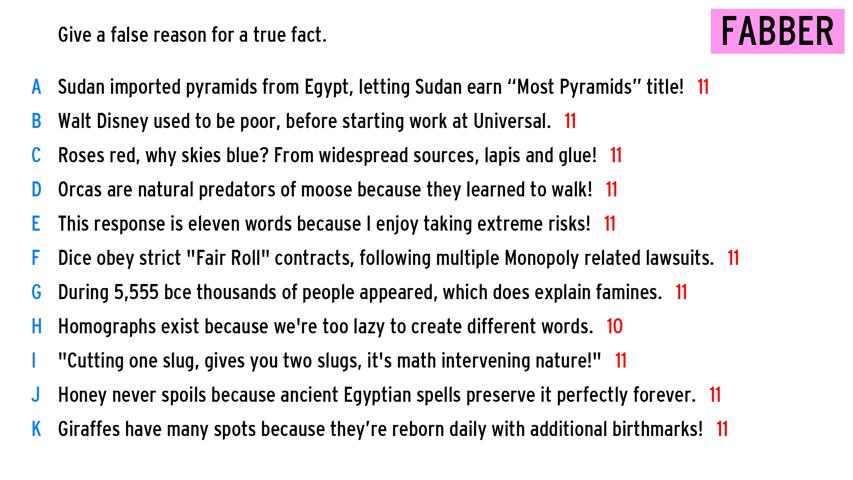 Give a false reason for a true fact.
FABBER
A Sudan imported pyramids from Egypt, letting Sudan earn “Most Pyramids” title! 11
B Walt Disney used to be poor, before starting work at Universal. 11
C Roses red, why skies blue? From widespread sources, lapis and glue! 11
D Orcas are natural predators of moose because they learned to walk! 11
E This response is eleven words because I enjoy taking extreme risks! 11
F Dice obey strict "Fair Roll" contracts, following multiple Monopoly related lawsuits. 11
G During 5,555 bce thousands of people appeared, which does explain famines. 11
H Homographs exist because we're too lazy to create different words. 10
I "Cutting one slug, gives you two slugs, it's math intervening nature!" 11
J Honey never spoils because ancient Egyptian spells preserve it perfectly forever. 11
K Giraffes have many spots because they’re reborn daily with additional birthmarks! 11